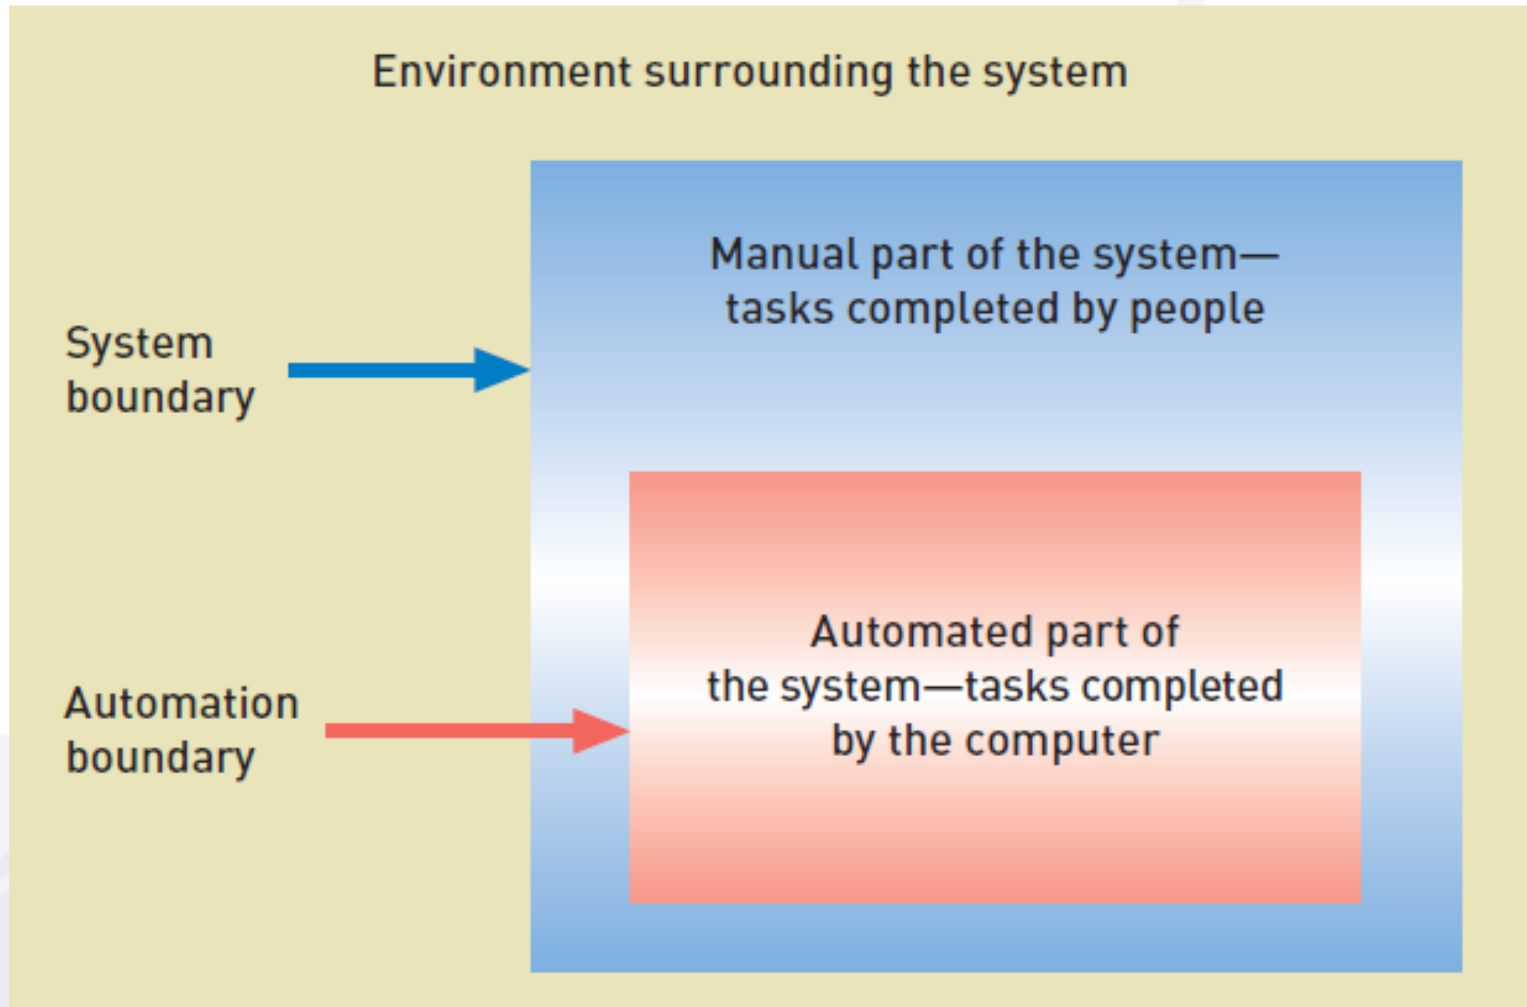 Environment surrounding the system
Manual part of the system—
tasks completed by people
System
boundary
Automated part of
the system—tasks completed
by the computer
Automation
boundary